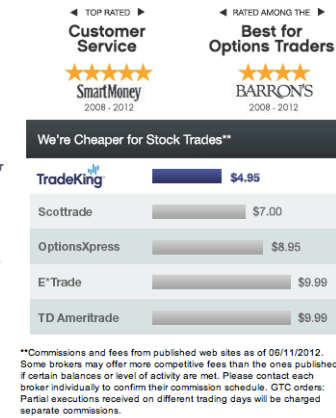 ◄ TOP RATED ►
Customer
Service
SmartMoney
2008 - 2012
◄ RATED AMONG THE ►
Best for
Options Traders
BARRON'S
2008 - 2012
We're Cheaper for Stock Trades**
r
TradeKing $4.95
Scottrade $7.00
OptionsXpress $8.95
E*Trade $9.99
TD Ameritrade $9.99
**Commissions and fees from published web sites as of 06/11/2012.
Some brokers may offer more competitive fees than the ones published
if certain balances or level of activity are met. Please contact each
broker individually to confirm their commission schedule. GTC orders:
Partial executions received on different trading days will be charged
separate commissions.